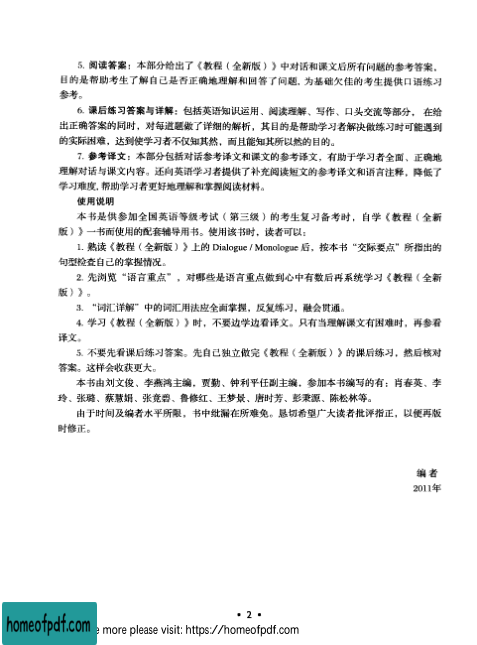 5. 阅读答案：本部分给出了《教程（全新版）》中对话和课文后所有问题的参考答案，
目的是帮助考生了解自己是否正确地理解和回答了问题，为基础欠佳的考生提供口语练习
参考。
6. 课后练习答案与详解：包括英语知识运用、阅读理解、写作、口头交流等部分，在给
出正确答案的同时，对每道题做了详细的解析，其目的是帮助学习者解决做练习时可能遇到
的实际困难，达到使学习者不仅知其然，而且能知其所以然的目的。
7. 参考译文：本部分包括对话参考译文和课文的参考译文，有助于学习者全面、正确地
理解对话与课文内容。还向英语学习者提供了补充阅读短文的参考译文和语言注释，降低了
学习难度，帮助学习者更好地理解和掌握阅读材料。
使用说明
本书是供参加全国英语等级考试（第三级）的考生复习备考时，自学《教程（全新
版）》一书而使用的配套辅导用书。使用该书时，读者可以：
1. 熟读《教程（全新版）》上的 Dialogue / Monologue 后，按本书“交际要点”所指出的
句型检查自己的掌握情况。
2. 先浏览“语言重点”，对哪些是语言重点做到心中有数后再系统学习《教程（全新
版）》。
3. “词汇详解”中的词汇用法应全面掌握，反复练习，融会贯通。
4. 学习《教程（全新版）》时，不要边学边看译文。只有当理解课文有困难时，再参看
译文。
5. 不要先看课后练习答案。先自己独立做完《教程（全新版）》的课后练习，然后核对
答案。这样会收获更大。
本书由刘文俊、李燕鸿主编，贾勤、钟利平任副主编，参加本书编写的有：肖春英、李
玲、张璐、蔡慧娟、张竞碧、鲁修红、王梦景、唐时芳、彭秉源、陈松林等。
由于时间及编者水平所限，书中纰漏在所难免。恳切希望广大读者批评指正，以便再版
时修正。
编者
2011年
▪ 2 ▪
homeofpdf.com
e more please visit: https://homeofpdf.com